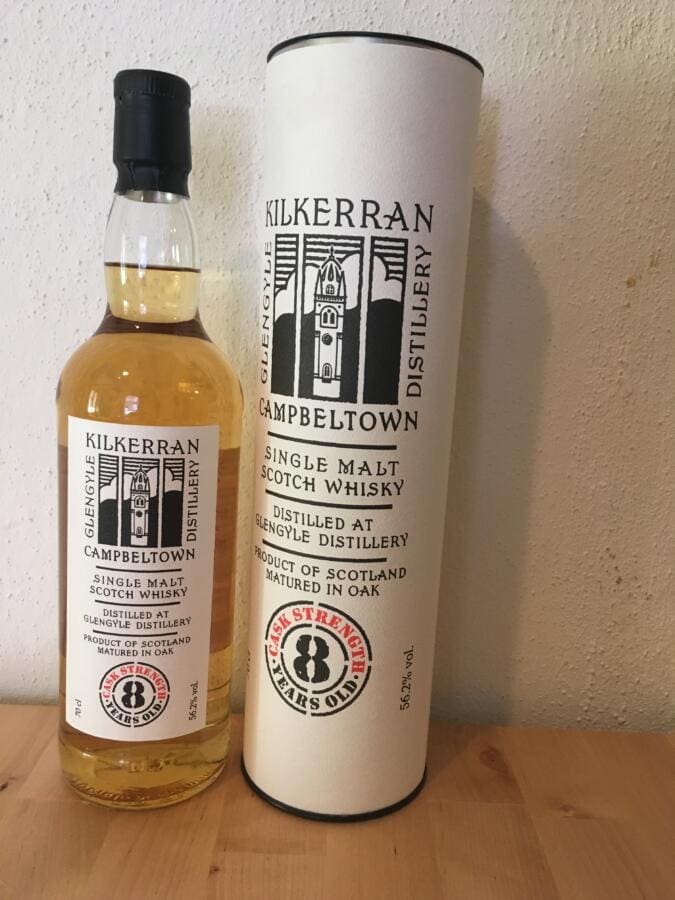 KILKERRAN
GLENGYLE
DISTILLERY
CAMPBELTOWN
SINGLE MALT
SCOTCH WHISKY
DISTILLED AT
GLENGYLE DISTILLERY
PRODUCT OF SCOTLAND
MATURED IN OAK
CASK STRENGTH
8
YEARS OLD
70 cl
56.2% vol.
KILKERRAN
GLENGYLE
DISTILLERY
CAMPBELTOWN
SINGLE MALT
SCOTCH WHISKY
DISTILLED AT
GLENGYLE DISTILLERY
PRODUCT OF SCOTLAND
MATURED IN OAK
CASK STRENGTH
8
YEARS OLD
56.2% vol.